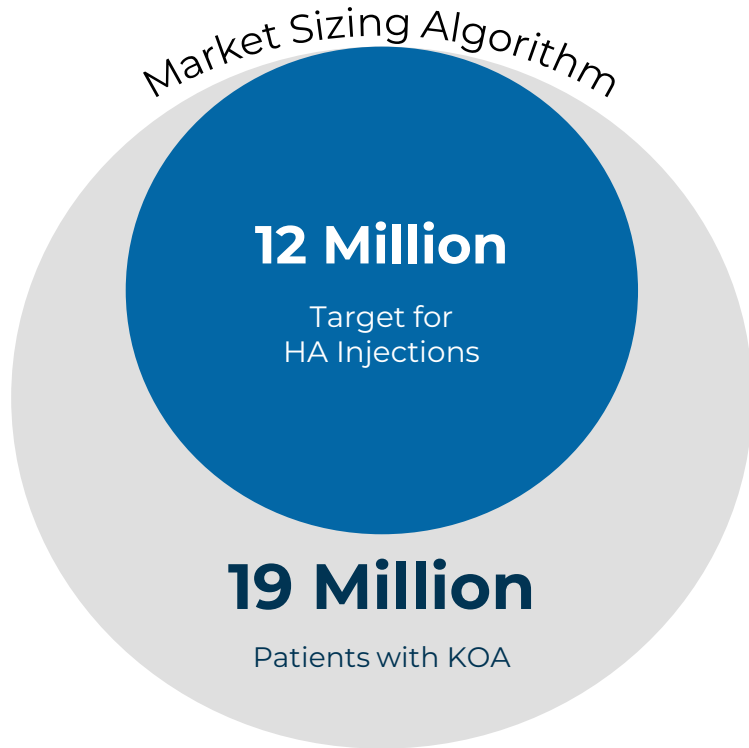 Market Sizing Algorithm
12 Million
Target for
HA Injections
19 Million
Patients with KOA